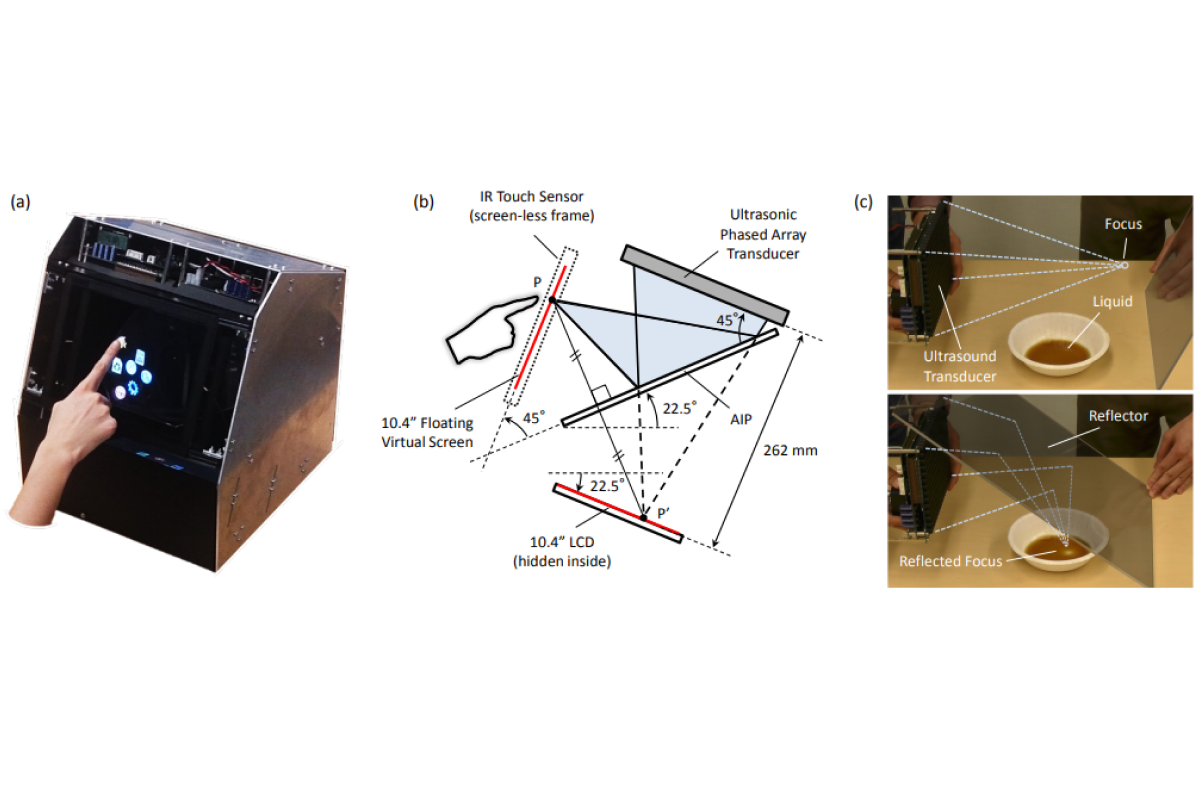 (a)
(b)
IR Touch Sensor
(screen-less frame)
Ultrasonic
Phased Array
Transducer
P
45˚
10.4” Floating
Virtual Screen
45˚
22.5˚
AIP
262 mm
22.5˚
P’
10.4” LCD
(hidden inside)
(c)
Focus
Liquid
Ultrasound
Transducer
Reflector
Reflected Focus